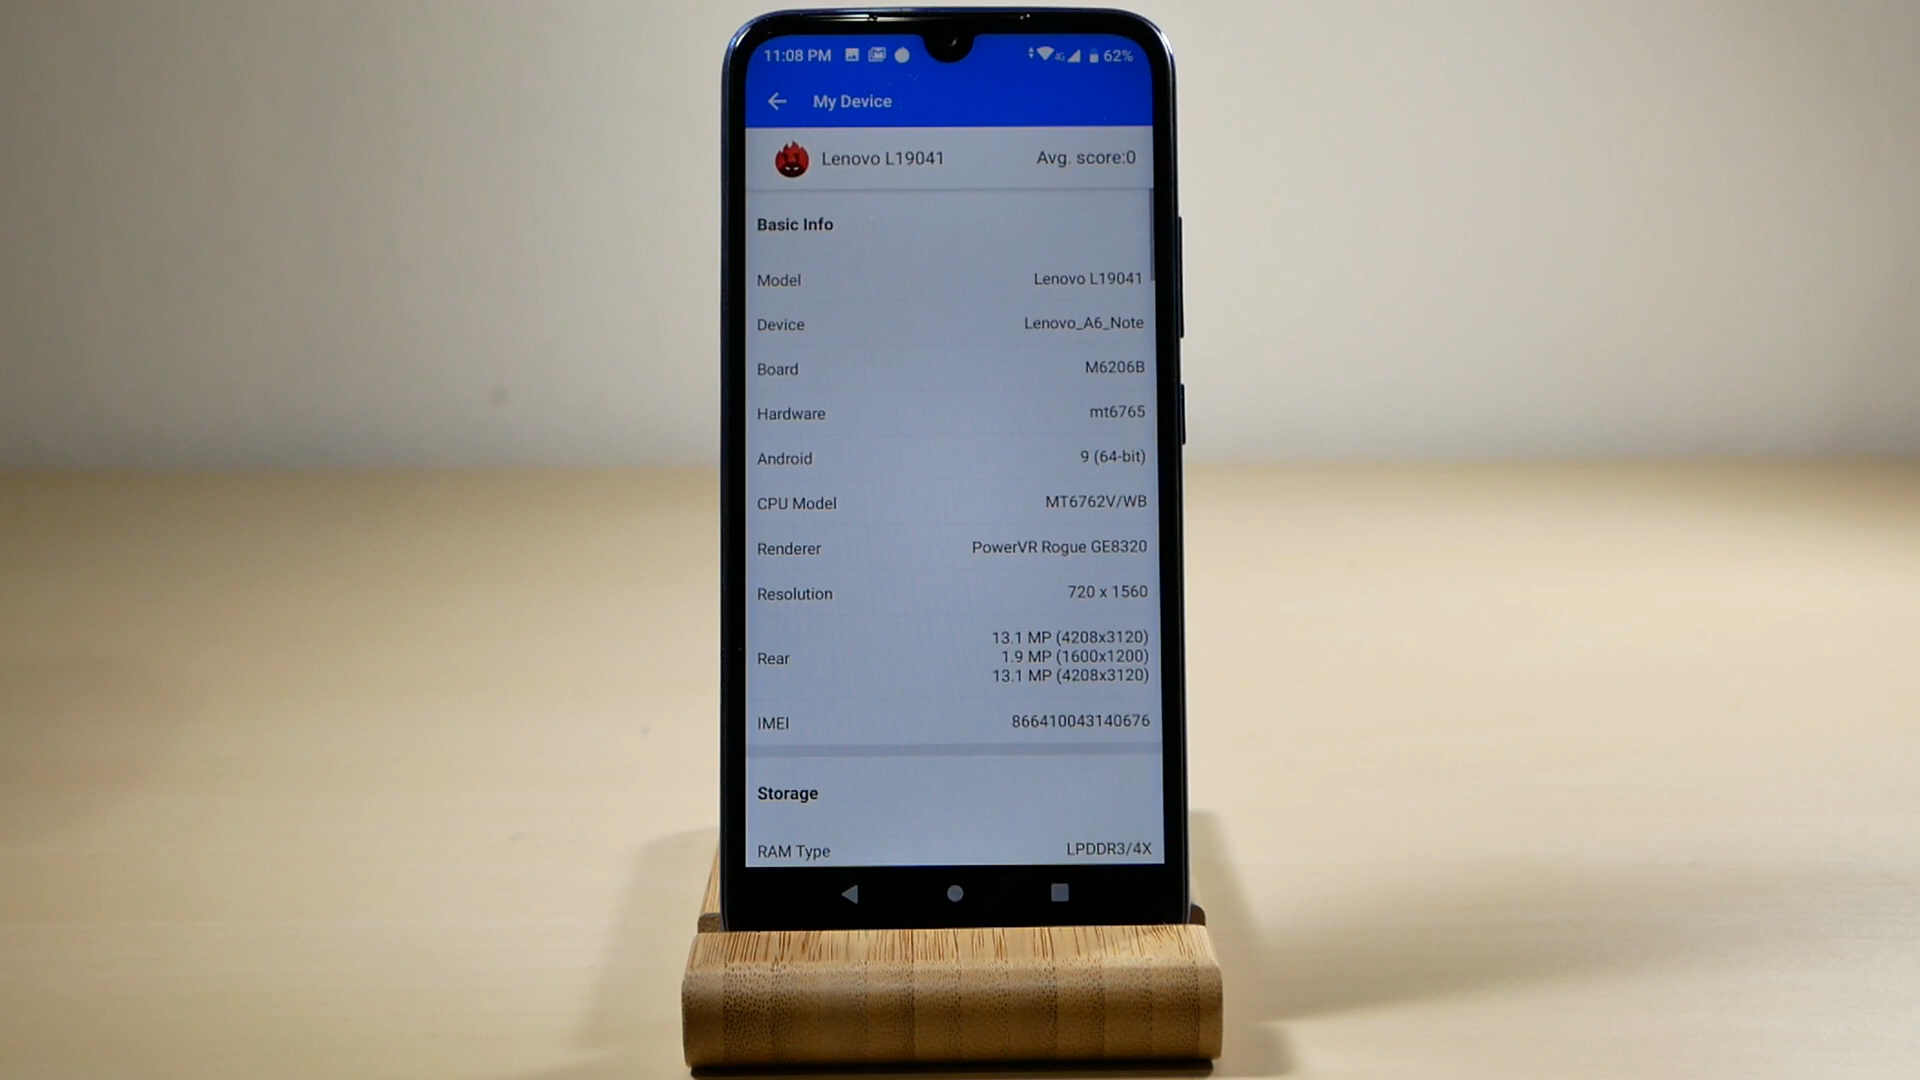 11:08 PM 4G 62%
My Device
Lenovo L19041 Avg. score:0
Basic Info
Model Lenovo L19041
Device Lenovo_A6_Note
Board M6206B
Hardware mt6765
Android 9 (64-bit)
CPU Model MT6762V/WB
Renderer PowerVR Rogue GE8320
Resolution 720 x 1560
13.1 MP (4208x3120)
Rear 1.9 MP (1600x1200)
13.1 MP (4208x3120)
IMEI 866410043140676
Storage
RAM Type LPDDR3/4X